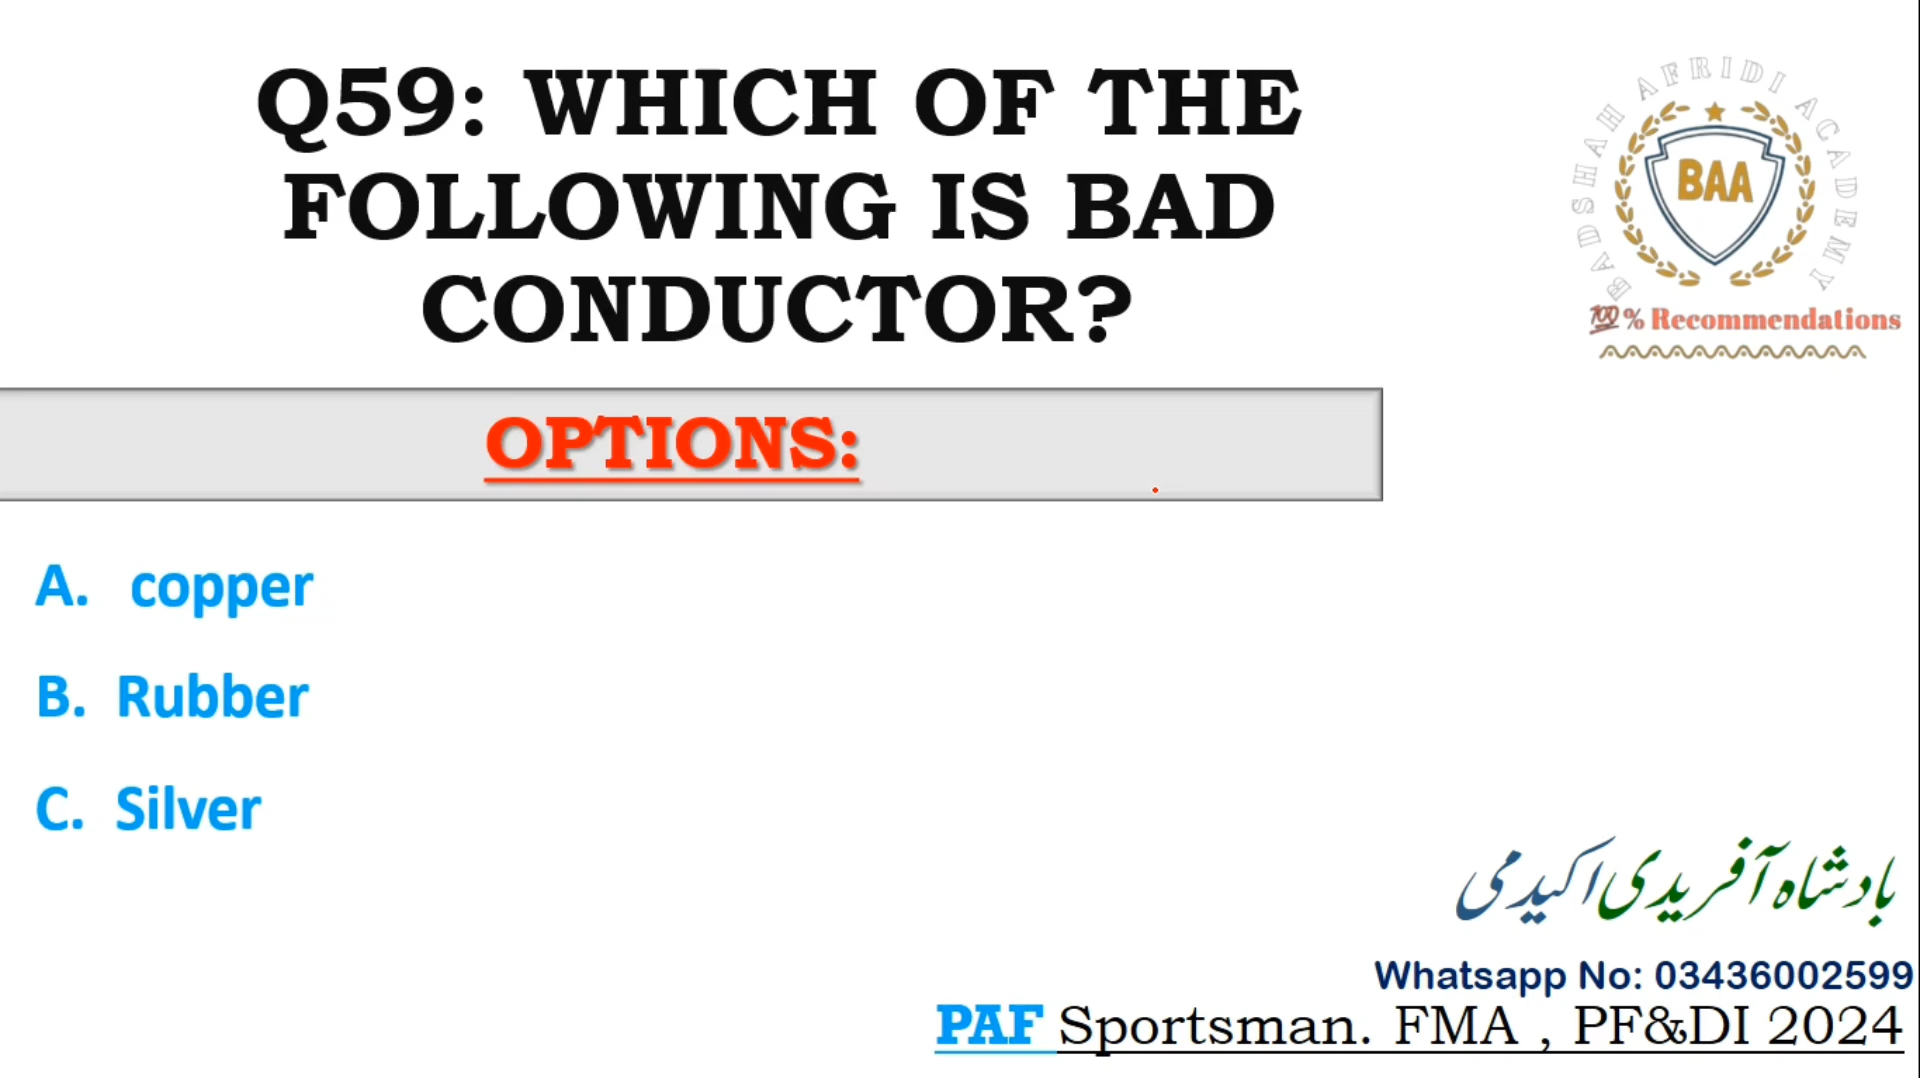 Q59: WHICH OF THE
FOLLOWING IS BAD
CONDUCTOR?
BADSHAH AFRIDI ACADEMY
BAA
💯% Recommendations
OPTIONS:
A. copper
B. Rubber
C. Silver
بادشاہ آفریدی اکیڈمی
Whatsapp No: 03436002599
PAF Sportsman. FMA , PF&DI 2024